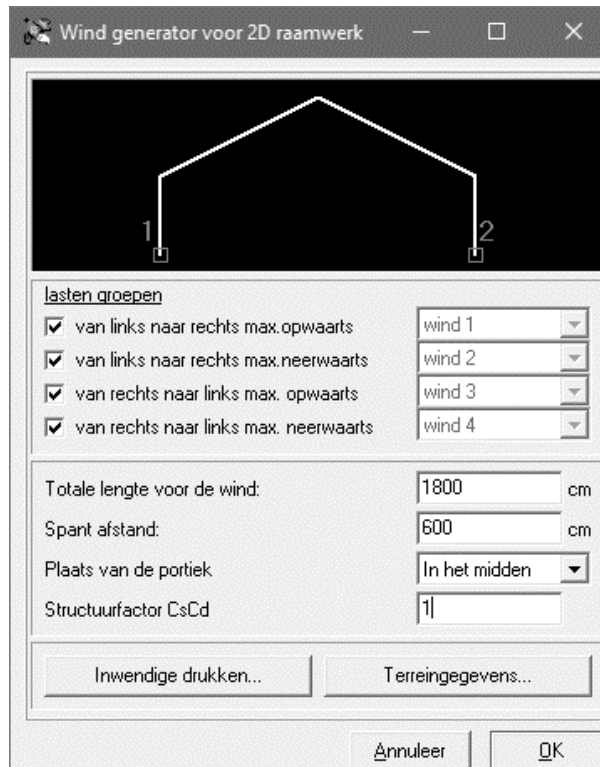 Wind generator voor 2D raamwerk
1
2
lasten groepen
van links naar rechts max.opwaarts wind 1
van links naar rechts max.neerwaarts wind 2
van rechts naar links max. opwaarts wind 3
van rechts naar links max. neerwaarts wind 4
Totale lengte voor de wind: 1800 cm
Spant afstand: 600 cm
Plaats van de portiek In het midden
Structuurfactor CsCd 1
Inwendige drukken... Terreingegevens...
Annuleer OK